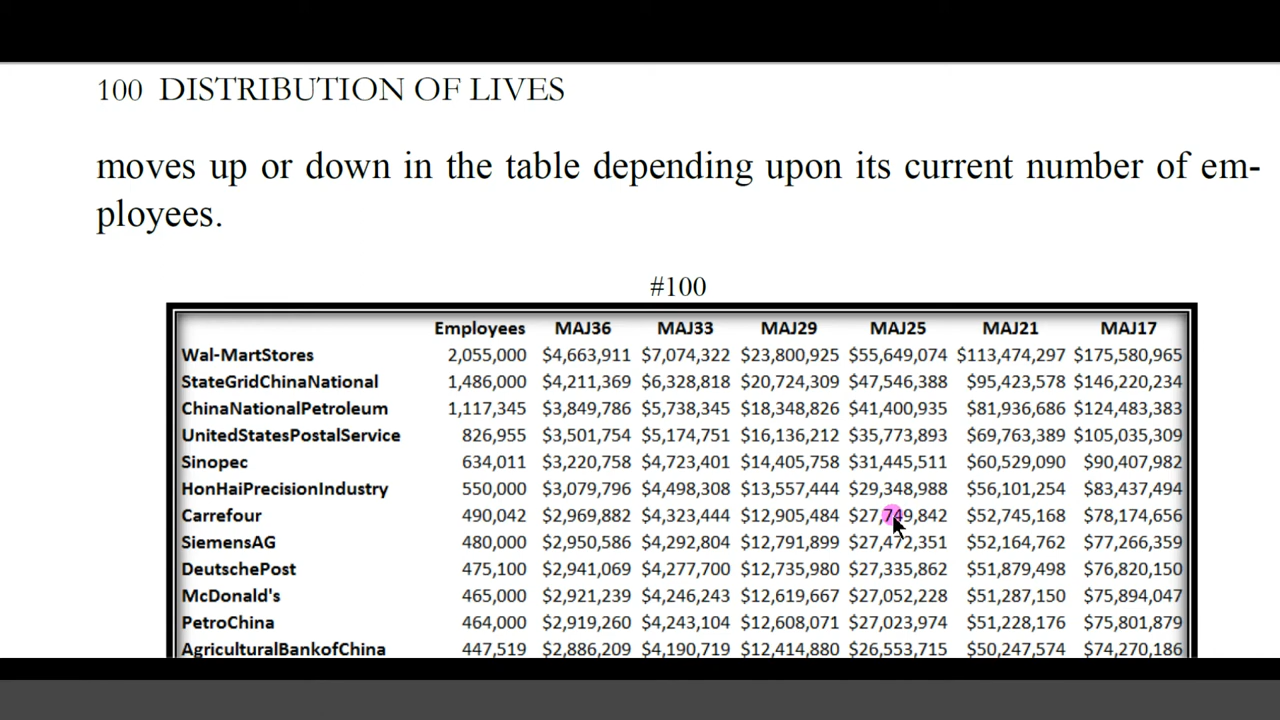 100 DISTRIBUTION OF LIVES
moves up or down in the table depending upon its current number of em-
ployees.
#100
Employees MAJ36 MAJ33 MAJ29 MAJ25 MAJ21 MAJ17
Wal-MartStores 2,055,000 $4,663,911 $7,074,322 $23,800,925 $55,649,074 $113,474,297 $175,580,965
StateGridChinaNational 1,486,000 $4,211,369 $6,328,818 $20,724,309 $47,546,388 $95,423,578 $146,220,234
ChinaNationalPetroleum 1,117,345 $3,849,786 $5,738,345 $18,348,826 $41,400,935 $81,936,686 $124,483,383
UnitedStatesPostalService 826,955 $3,501,754 $5,174,751 $16,136,212 $35,773,893 $69,763,389 $105,035,309
Sinopec 634,011 $3,220,758 $4,723,401 $14,405,758 $31,445,511 $60,529,090 $90,407,982
HonHaiPrecisionIndustry 550,000 $3,079,796 $4,498,308 $13,557,444 $29,348,988 $56,101,254 $83,437,494
Carrefour 490,042 $2,969,882 $4,323,444 $12,905,484 $27,749,842 $52,745,168 $78,174,656
SiemensAG 480,000 $2,950,586 $4,292,804 $12,791,899 $27,472,351 $52,164,762 $77,266,359
DeutschePost 475,100 $2,941,069 $4,277,700 $12,735,980 $27,335,862 $51,879,498 $76,820,150
McDonald's 465,000 $2,921,239 $4,246,243 $12,619,667 $27,052,228 $51,287,150 $75,894,047
PetroChina 464,000 $2,919,260 $4,243,104 $12,608,071 $27,023,974 $51,228,176 $75,801,879
AgriculturalBankofChina 447,519 $2,886,209 $4,190,719 $12,414,880 $26,553,715 $50,247,574 $74,270,186